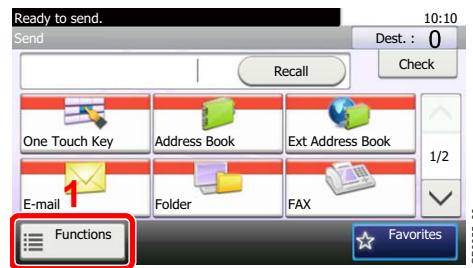 Ready to send.
10:10
Send
Dest. : 0
Recall
Check
One Touch Key
Address Book
Ext Address Book
1/2
E-mail
1
Folder
FAX
Functions
Favorites